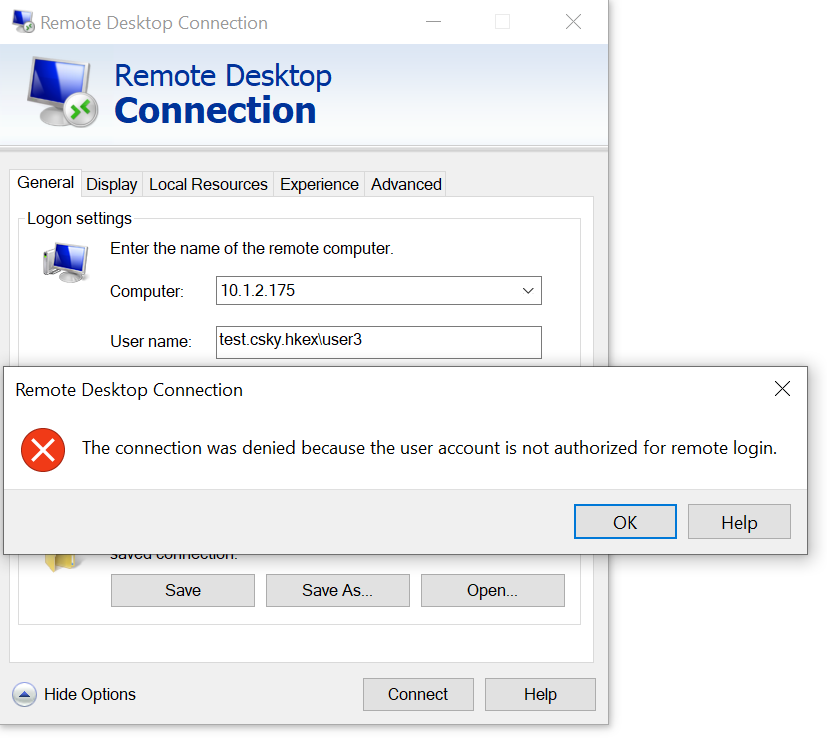 Remote Desktop Connection
Remote Desktop
Connection
General Display Local Resources Experience Advanced
Logon settings
Enter the name of the remote computer.
Computer: 10.1.2.175
User name: test.csky.hkex\user3
Remote Desktop Connection
The connection was denied because the user account is not authorized for remote login.
OK Help
saved connection.
Save Save As... Open...
Hide Options Connect Help